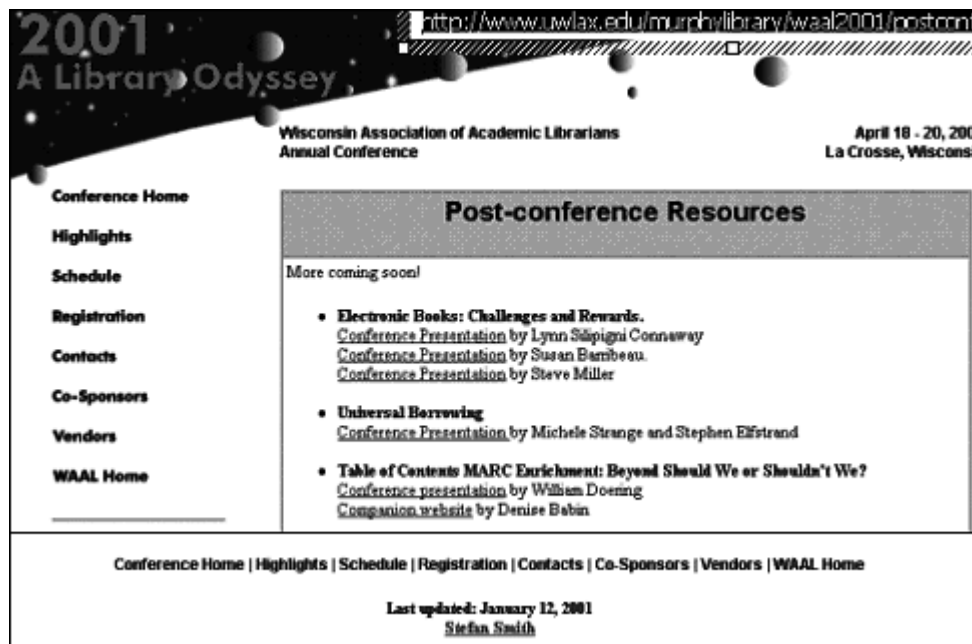 2001
A Library Odyssey
http://www.uwlax.edu/murphylibrary/waal2001/postcon
Wisconsin Association of Academic Librarians
Annual Conference
April 18 - 20, 200
La Crosse, Wiscons
Conference Home
Highlights
Schedule
Registration
Contacts
Co-Sponsors
Vendors
WAAL Home
Post-conference Resources
More coming soon!
• Electronic Books: Challenges and Rewards.
Conference Presentation by Lynn Silipigni Connaway
Conference Presentation by Susan Barribeau.
Conference Presentation by Steve Miller
• Universal Borrowing
Conference Presentation by Michele Strange and Stephen Elfstrand
• Table of Contents MARC Enrichment: Beyond Should We or Shouldn't We?
Conference presentation by William Doering
Companion website by Denise Babin
Conference Home | Highlights | Schedule | Registration | Contacts | Co-Sponsors | Vendors | WAAL Home
Last updated: January 12, 2001
Stefan Smith